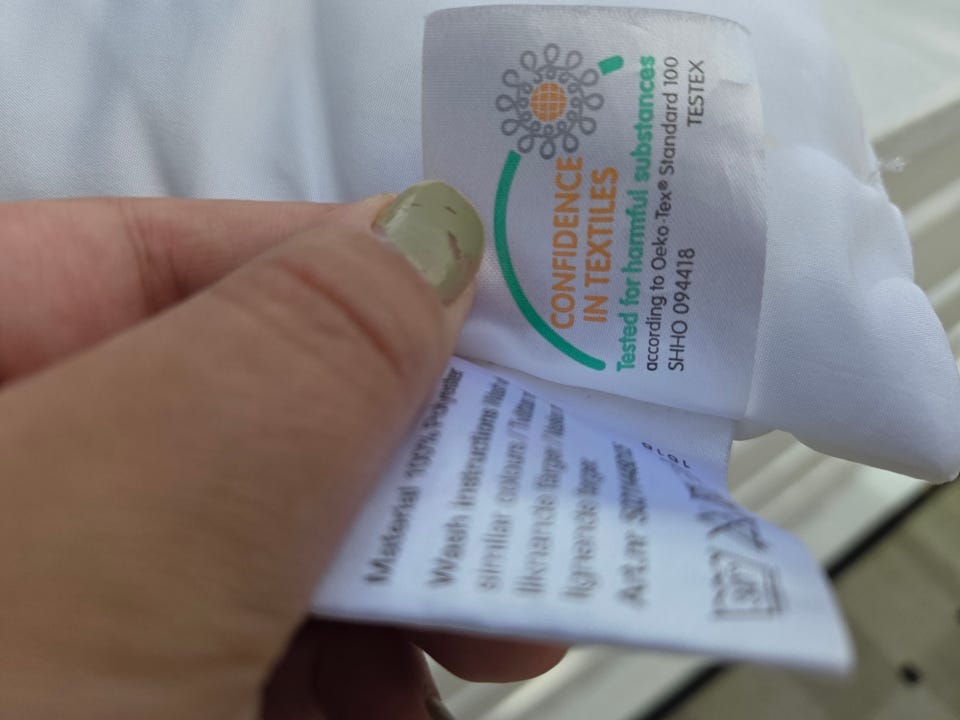 CONFIDENCE
IN TEXTILES
Tested for harmful substances
according to Oeko-Tex® Standard 100
SHHO 094418 TESTEX
Material 100% Polyester
Wash instructions Wash
similar colours /
liknande färger /
lignende
Art.nr